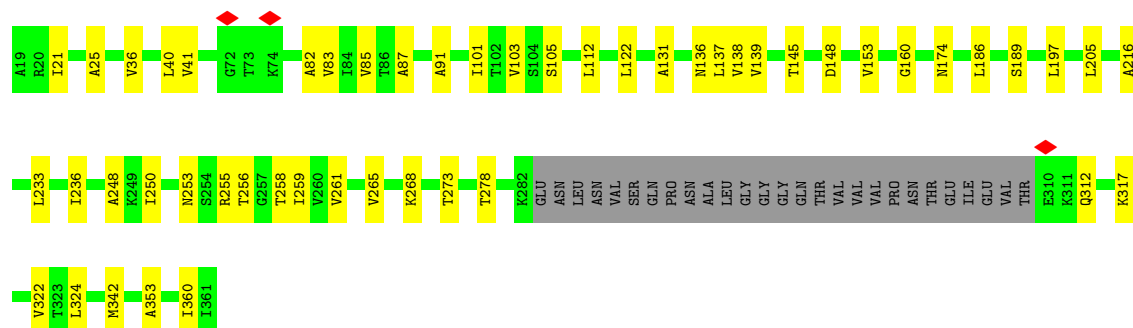 A19 R20 I21 A25 V36 L40 V41 G72 T73 K74 A82 V83 I84 V85 T86 A87 A91 I101 T102 V103 S104 S105 L112 L122 A131 N136 L137 V138 V139 T145 D148 V153 G160 N174 L186 S189 L197 L205 A216
L233 I236 A248 K249 I250 N253 S254 R255 T256 G257 T258 I259 V260 V261 V265 K268 T273 T278 K282 GLU ASN LEU ASN VAL SER GLN PRO ASN ALA LEU GLY GLY GLY GLN THR VAL VAL VAL PRO ASN THR GLU ILE GLU VAL THR E310 K311 Q312 K317
V322 T323 L324 M342 A353 I360 I361